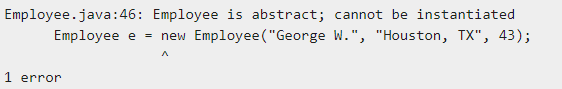 Employee.java:46: Employee is abstract; cannot be instantiated
Employee e = new Employee("George W.", "Houston, TX", 43);
^
1 error